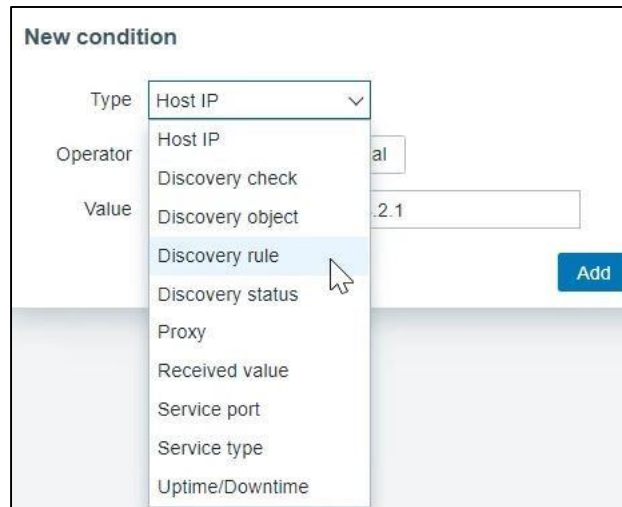 New condition
Type Host IP
Host IP
Operator al
Discovery check
Value .2.1
Discovery object
Discovery rule
Add
Discovery status
Proxy
Received value
Service port
Service type
Uptime/Downtime